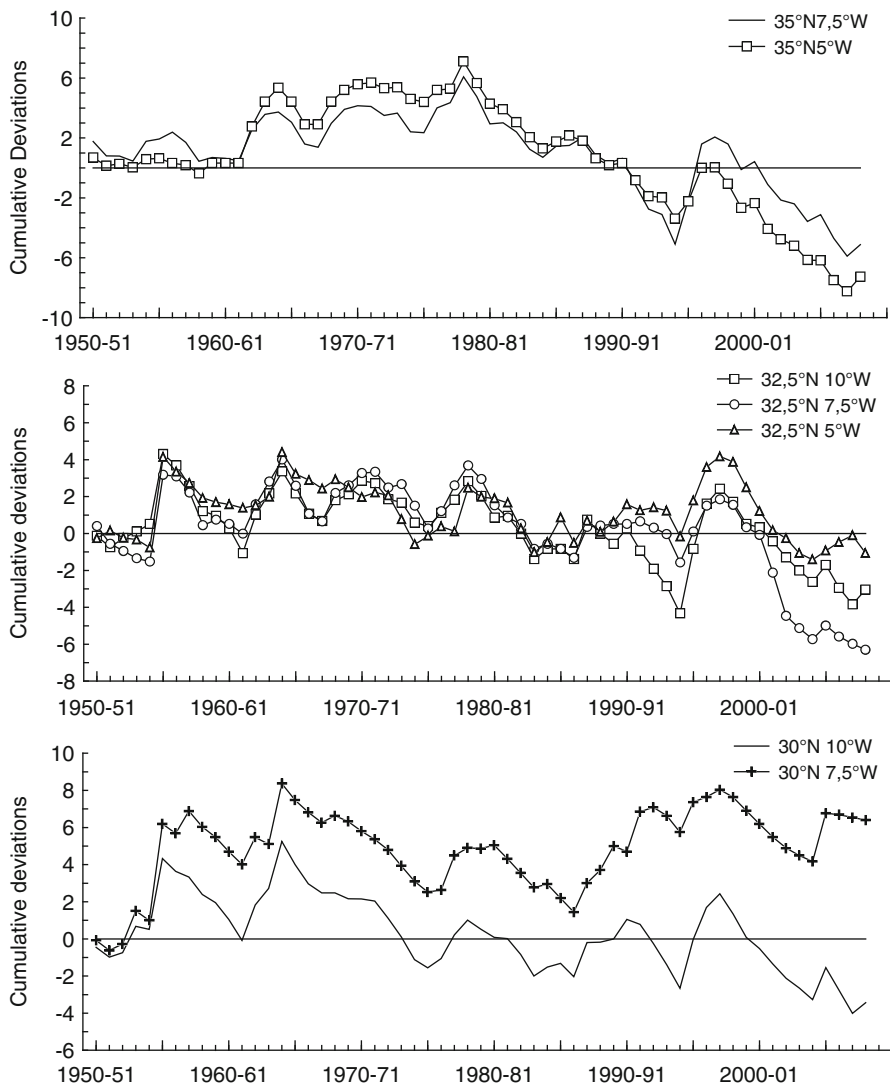 10
6
2
-2
-6
-10
Cumulative Deviations
35°N7,5°W
35°N5°W
1950-51 1960-61 1970-71 1980-81 1990-91 2000-01
8
6
4
2
0
-2
-4
-6
-8
Cumulative deviations
32,5°N 10°W
32,5°N 7,5°W
32,5°N 5°W
1950-51 1960-61 1970-71 1980-81 1990-91 2000-01
10
8
6
4
2
0
-2
-4
-6
Cumulative deviations
30°N 10°W
30°N 7,5°W
1950-51 1960-61 1970-71 1980-81 1990-91 2000-01